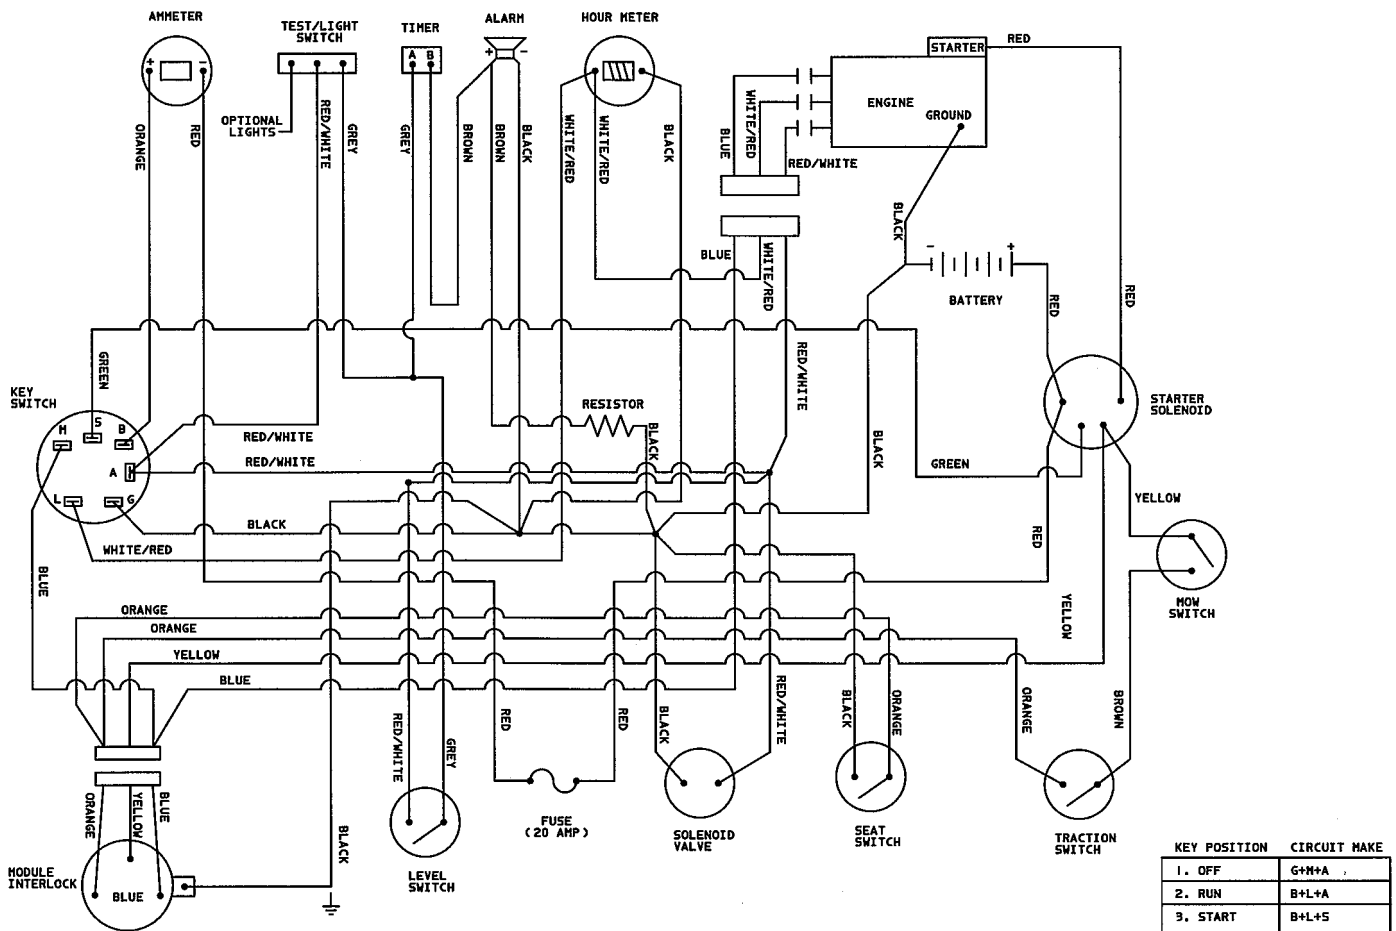 AMMETER
TEST/LIGHT
SWITCH
TIMER
ALARM
HOUR METER
STARTER
RED
+
-
A
B
+
-
ENGINE
GROUND
OPTIONAL
LIGHTS
ORANGE
RED
RED/WHITE
GREY
GREY
BROWN
BROWN
BLACK
WHITE/RED
WHITE/RED
BLACK
BLUE
WHITE/RED
RED/WHITE
BLACK
BLUE
WHITE/RED
-
+
BATTERY
RED
RED
GREEN
RED/WHITE
KEY
SWITCH
H
S
B
A
L
G
RED/WHITE
RED/WHITE
RESISTOR
BLACK
BLACK
STARTER
SOLENOID
GREEN
YELLOW
BLACK
WHITE/RED
BLUE
RED
MOW
SWITCH
ORANGE
ORANGE
YELLOW
BLUE
YELLOW
RED/WHITE
GREY
RED
RED
BLACK
RED/WHITE
BLACK
ORANGE
ORANGE
BROWN
ORANGE
YELLOW
BLUE
BLACK
FUSE
(20 AMP)
SOLENOID
VALVE
SEAT
SWITCH
TRACTION
SWITCH
MODULE
INTERLOCK
BLUE
LEVEL
SWITCH
KEY POSITION CIRCUIT MAKE
1. OFF G+M+A
2. RUN B+L+A
3. START B+L+S